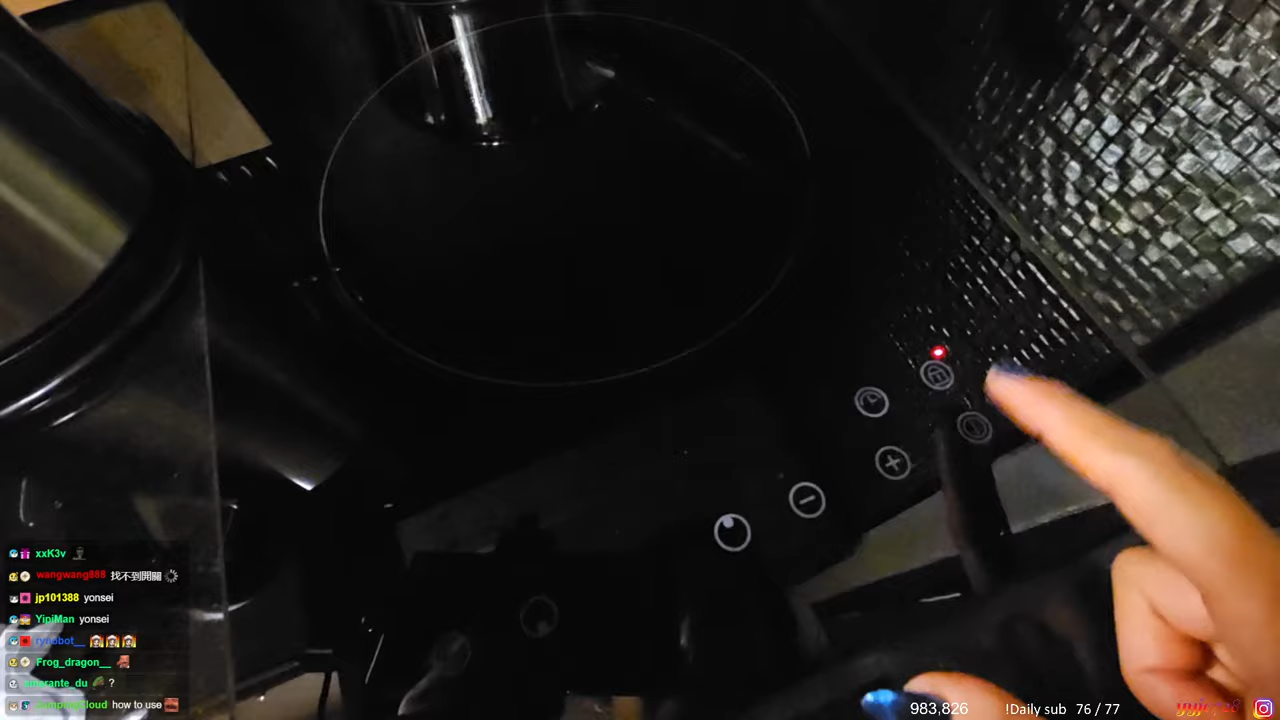 xxK3v
wangwang888 找不到開關
jp101388 yonsei
YipiMan yonsei
Frog_dragon__
amarante_du ?
how to use
983,826 !Daily sub 76 / 77